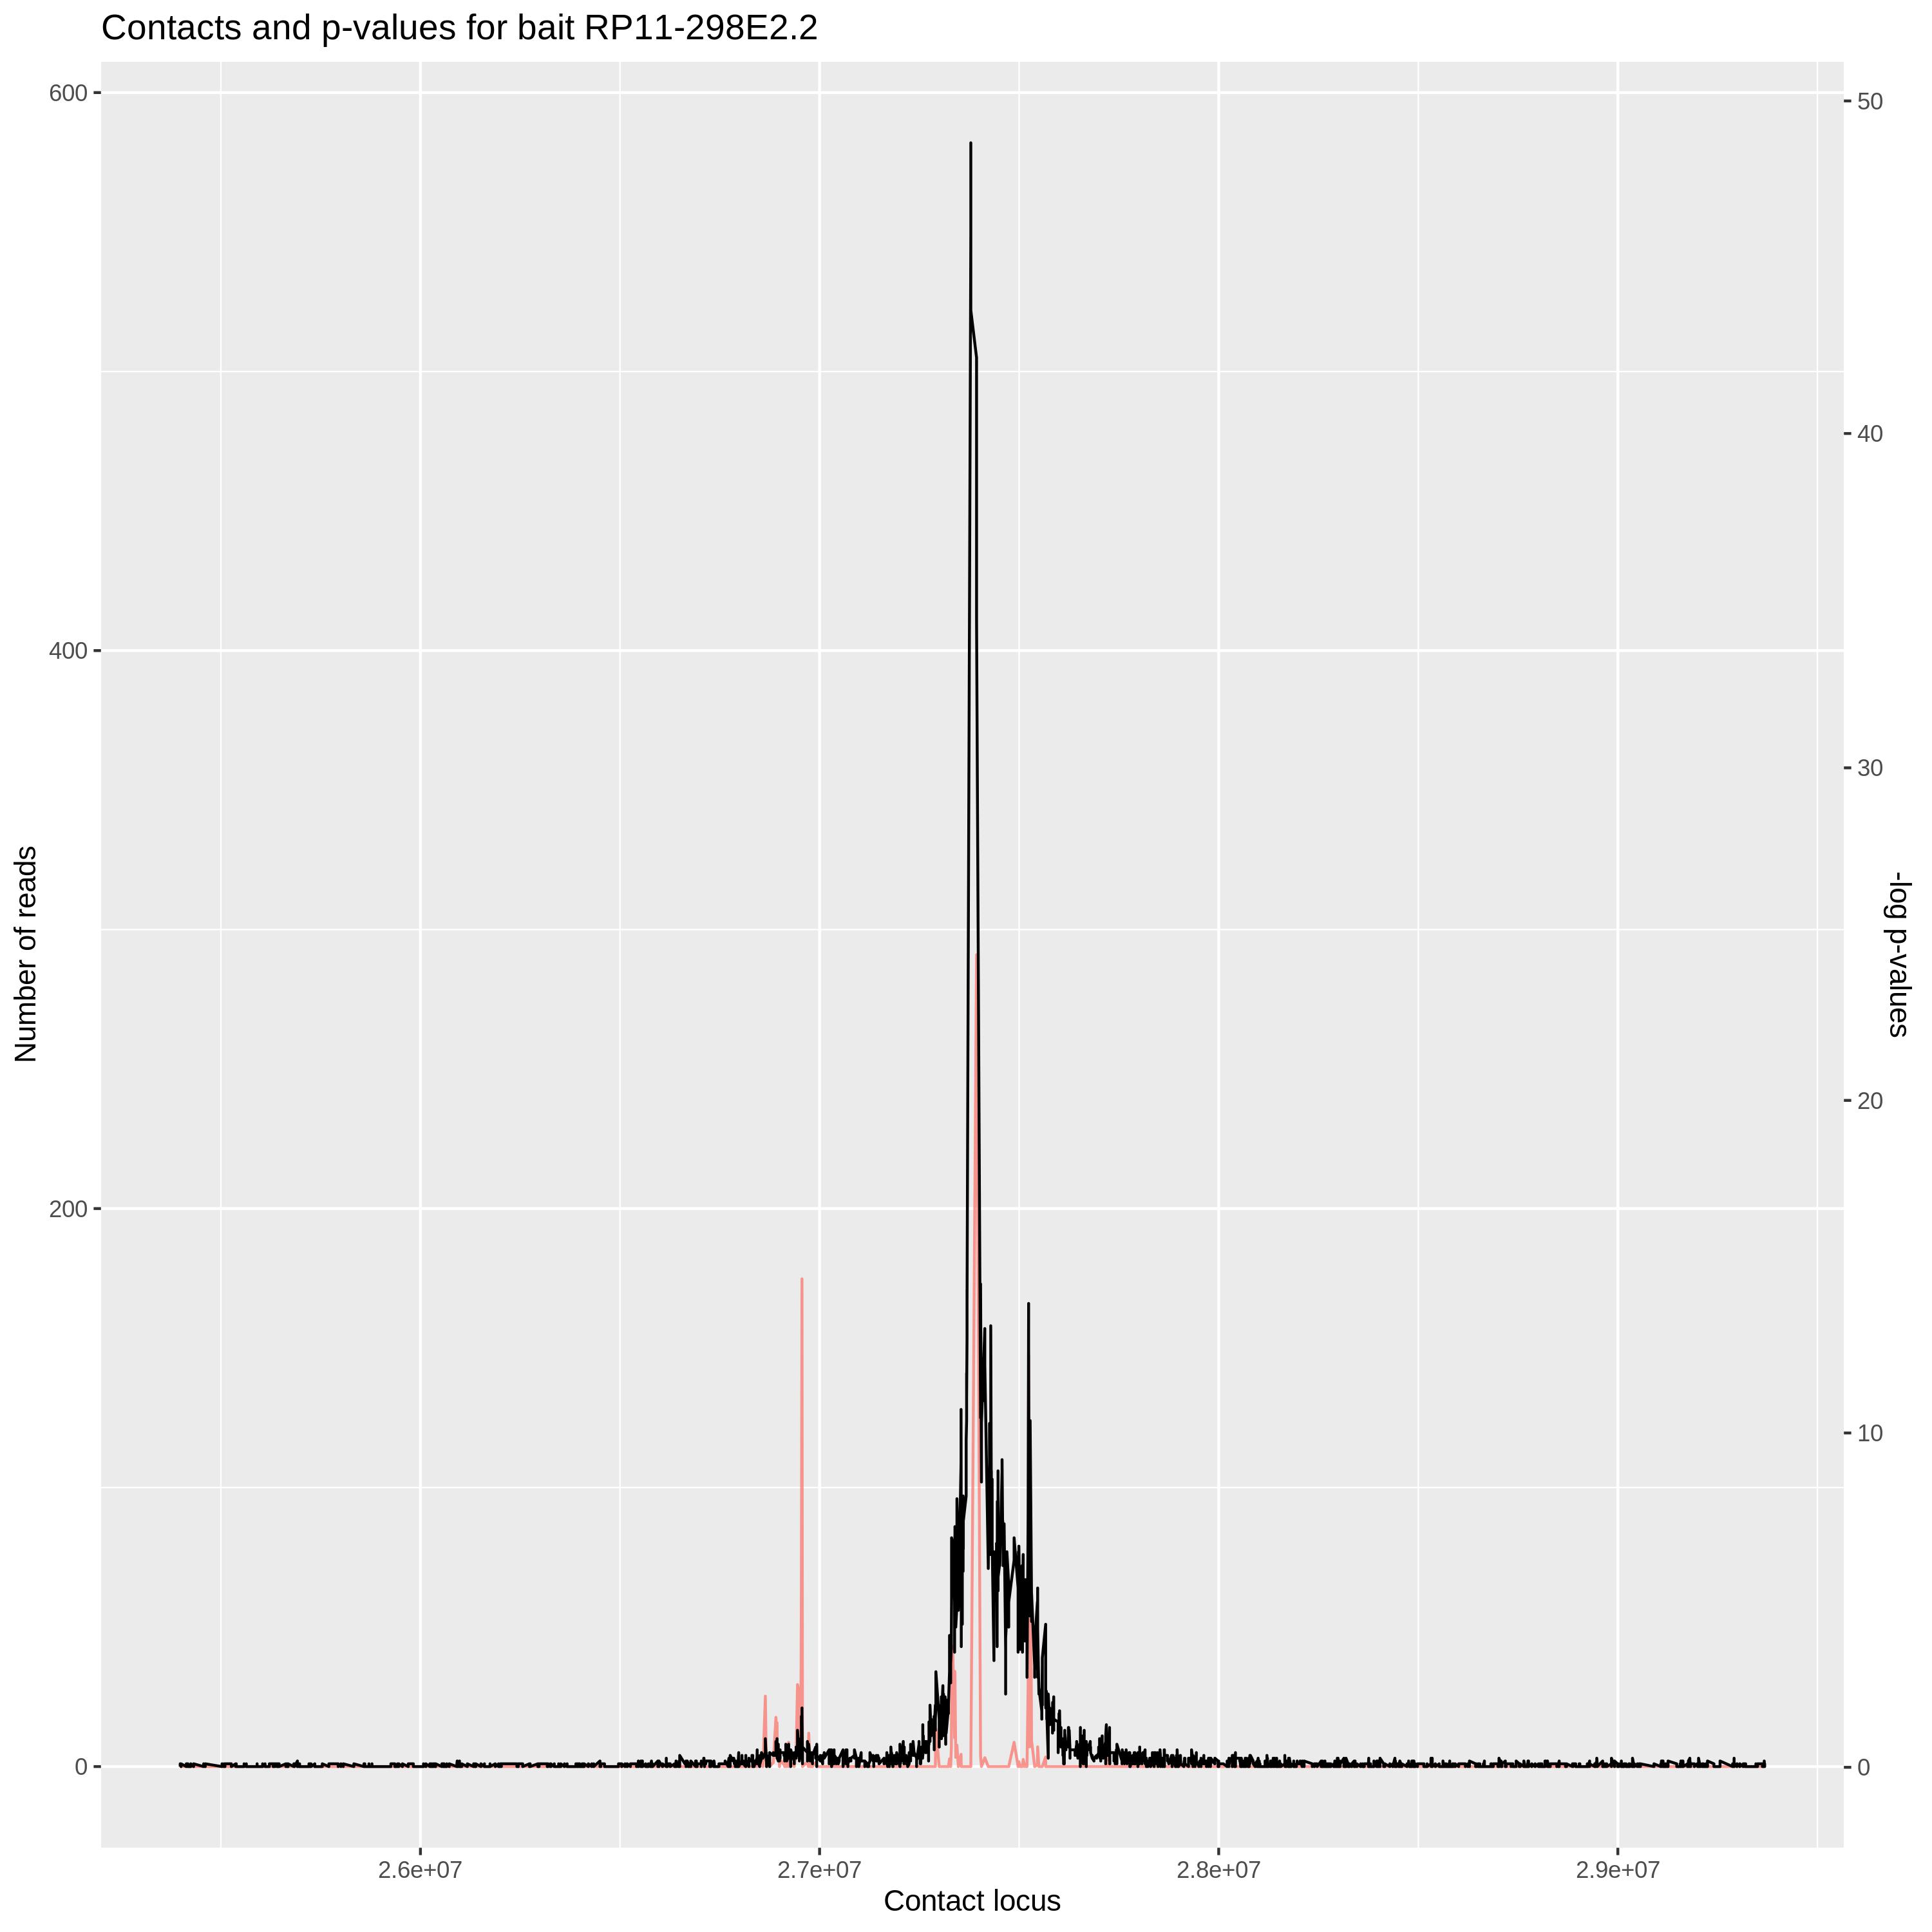 Contacts and p-values for bait RP11-298E2.2
600
400
200
0
Number of reads
50
40
30
20
10
0
-log p-values
2.6e+07 2.7e+07 2.8e+07 2.9e+07
Contact locus